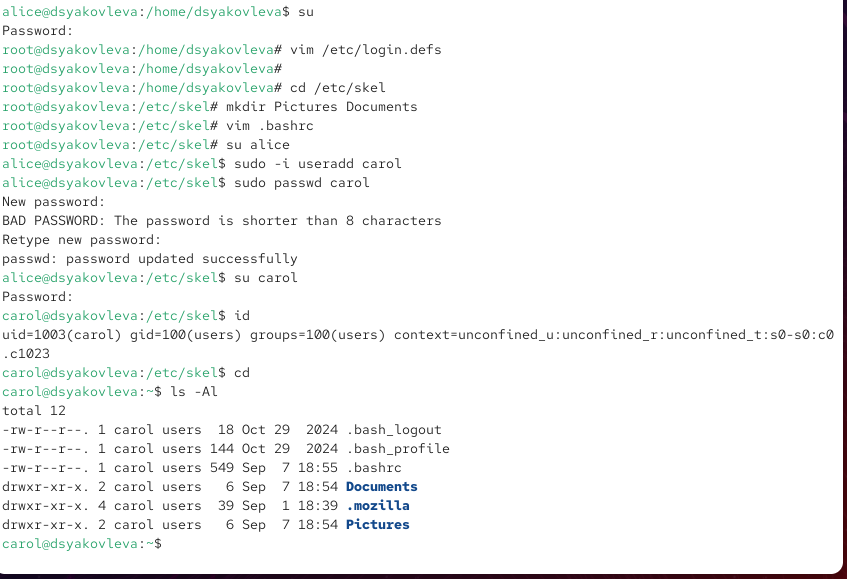 alice@dsyakovleva:/home/dsyakovleva$ su
Password:
root@dsyakovleva:/home/dsyakovleva# vim /etc/login.defs
root@dsyakovleva:/home/dsyakovleva#
root@dsyakovleva:/home/dsyakovleva# cd /etc/skel
root@dsyakovleva:/etc/skel# mkdir Pictures Documents
root@dsyakovleva:/etc/skel# vim .bashrc
root@dsyakovleva:/etc/skel# su alice
alice@dsyakovleva:/etc/skel$ sudo -i useradd carol
alice@dsyakovleva:/etc/skel$ sudo passwd carol
New password:
BAD PASSWORD: The password is shorter than 8 characters
Retype new password:
passwd: password updated successfully
alice@dsyakovleva:/etc/skel$ su carol
Password:
carol@dsyakovleva:/etc/skel$ id
uid=1003(carol) gid=100(users) groups=100(users) context=unconfined_u:unconfined_r:unconfined_t:s0-s0:c0
.c1023
carol@dsyakovleva:/etc/skel$ cd
carol@dsyakovleva:~$ ls -Al
total 12
-rw-r--r--. 1 carol users  18 Oct 29  2024 .bash_logout
-rw-r--r--. 1 carol users 144 Oct 29  2024 .bash_profile
-rw-r--r--. 1 carol users 549 Sep  7 18:55 .bashrc
drwxr-xr-x. 2 carol users   6 Sep  7 18:54 Documents
drwxr-xr-x. 4 carol users  39 Sep  1 18:39 .mozilla
drwxr-xr-x. 2 carol users   6 Sep  7 18:54 Pictures
carol@dsyakovleva:~$